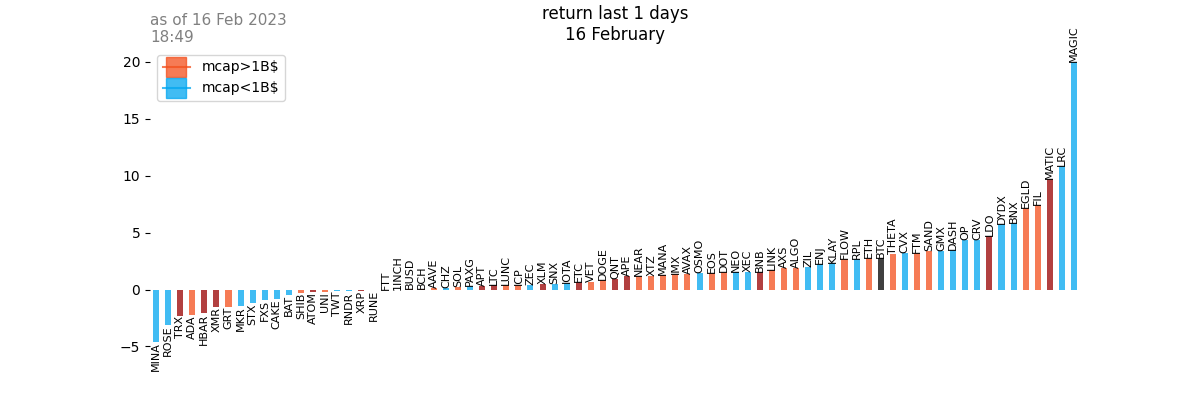 as of 16 Feb 2023
18:49
return last 1 days
16 February
mcap>1B$
mcap<1B$
20
15
10
5
0
−5
MINA
ROSE
TRX
ADA
HBAR
XMR
GRT
MKR
STX
FXS
CAKE
BAT
SHIB
ATOM
UNI
TWT
RNDR
XRP
RUNE
FTT
1INCH
BUSD
BCH
AAVE
CHZ
SOL
PAXG
APT
LTC
LUNC
ICP
ZEC
XLM
SNX
IOTA
ETC
VET
DOGE
QNT
APE
NEAR
XTZ
MANA
IMX
AVAX
OSMO
EOS
DOT
NEO
XEC
BNB
LINK
AXS
ALGO
ZIL
ENJ
KLAY
FLOW
RPL
ETH
BTC
THETA
CVX
FTM
SAND
GMX
DASH
OP
CRV
LDO
DYDX
BNX
EGLD
FIL
MATIC
LRC
MAGIC